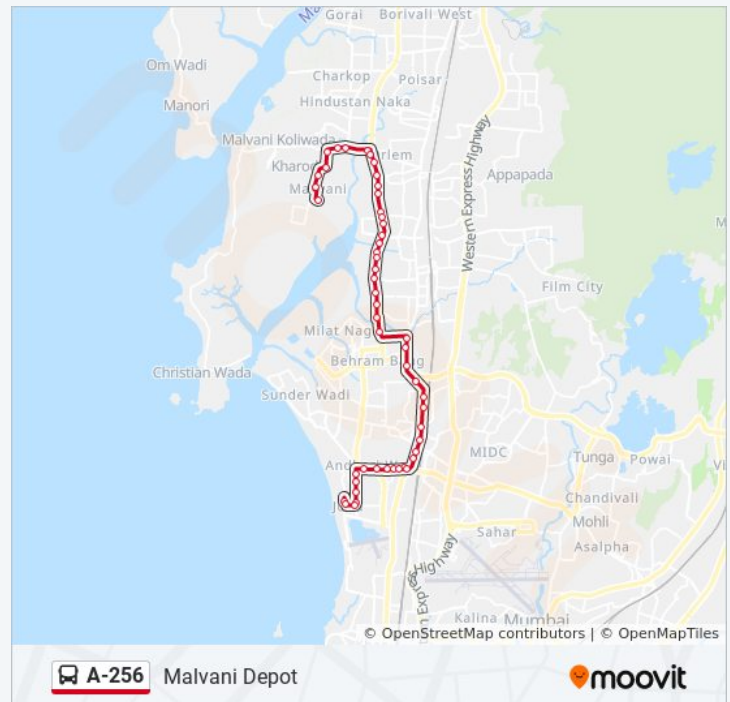 Gorai
Borivali West
Om Wadi
Charkop
Poisar
Manori
Hindustan Naka
Malvani Koliwada
Appapada
Western Express Highway
Film City
Milat Nag
Behram B
g
Christian Wada
Sunder Wadi
MIDC
Tunga
Powai
Vi
Chandivali
Mohli
Sahar
Asalpha
Highway
Kalina
Mumbai
© OpenStreetMap contributors | © OpenMapTiles
A-256
Malvani Depot
moovit